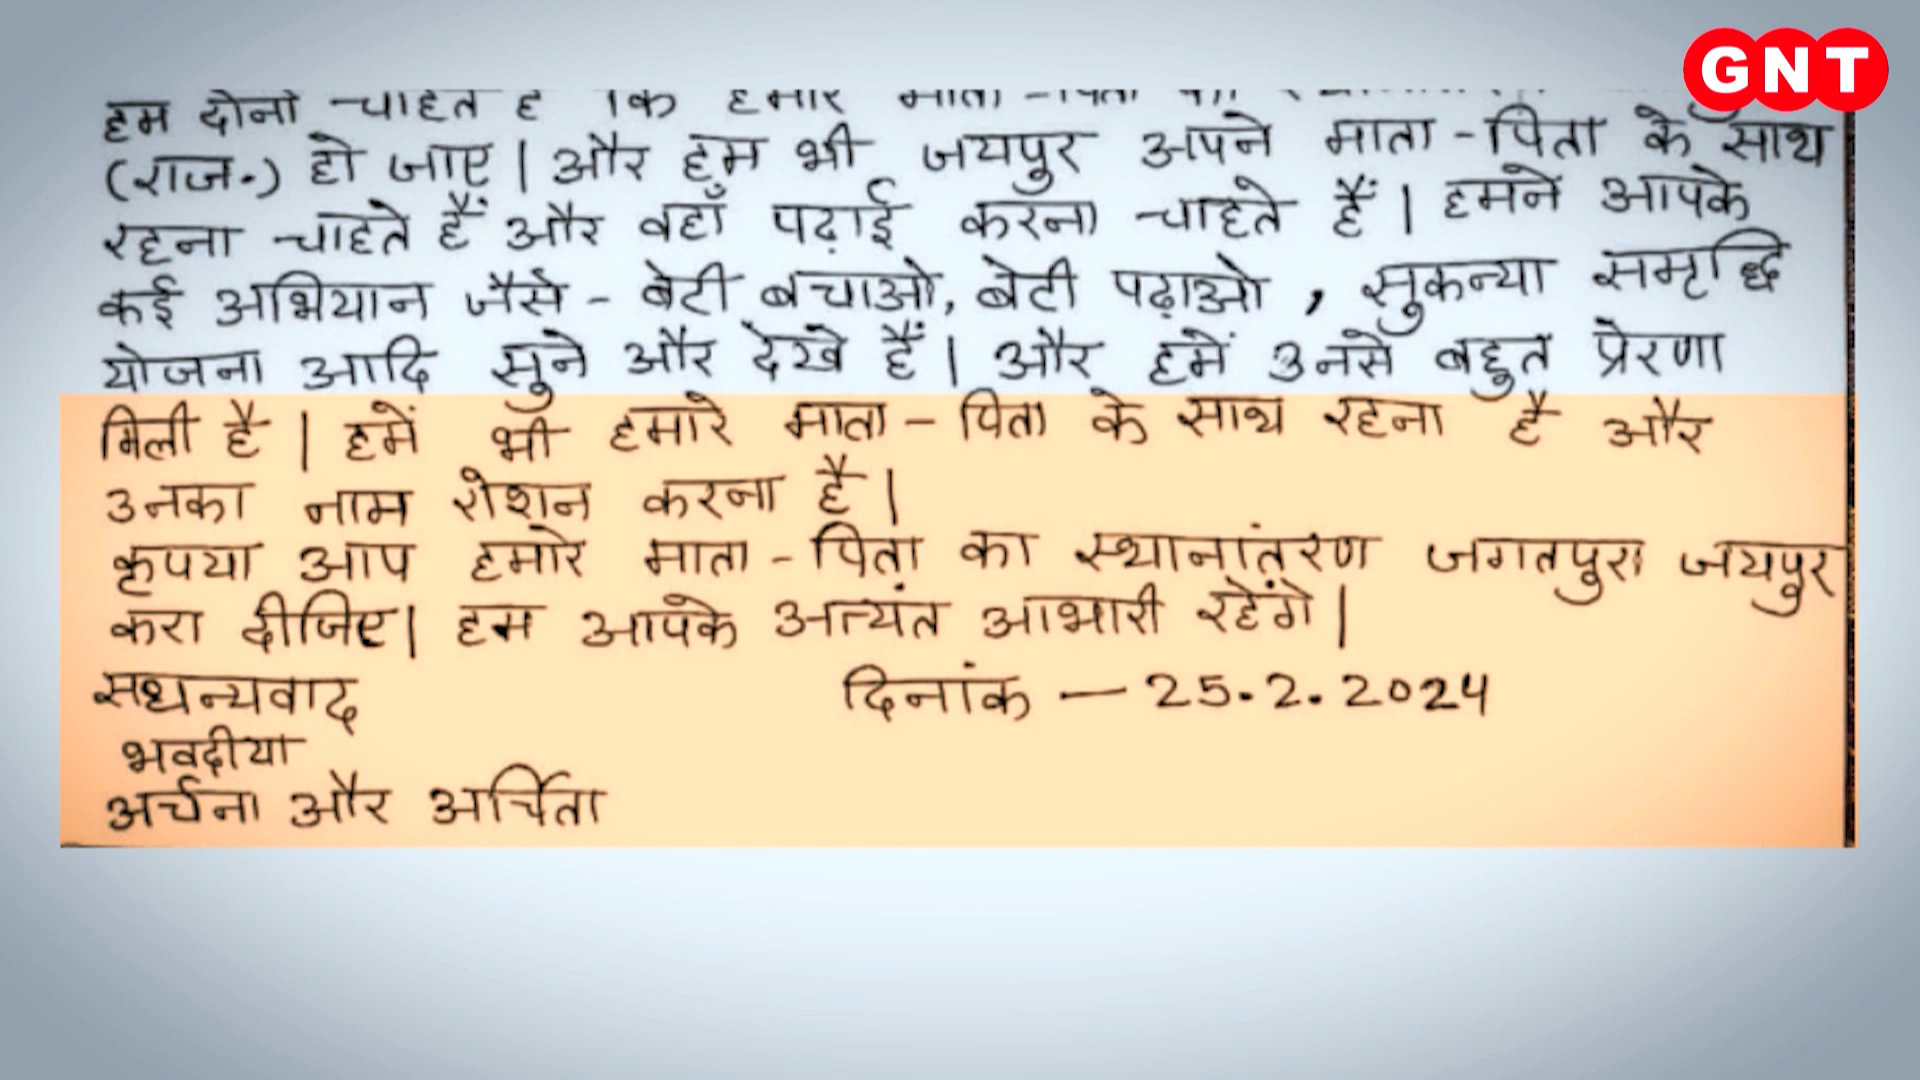 GNT
हम दोनों चाहते हैं कि हमारे माता-पिता का
(राज.) हो जाए। और हम भी जयपुर अपने माता-पिता के साथ
रहना चाहते हैं और वहाँ पढ़ाई करना चाहते हैं। हमने आपके
कई अभियान जैसे - बेटी बचाओ, बेटी पढ़ाओ, सुकन्या समृद्धि
योजना आदि सुने और देखे हैं। और हमें उनसे बहुत प्रेरणा
मिली है। हमें भी हमारे माता-पिता के साथ रहना है और
उनका नाम रोशन करना है।
कृपया आप हमारे माता-पिता का स्थानांतरण जगतपुरा जयपुर
करा दीजिए। हम आपके अत्यंत आभारी रहेंगे।
सधन्यवाद दिनांक - 25.2.2024
भवदीया
अर्चना और अर्चिता